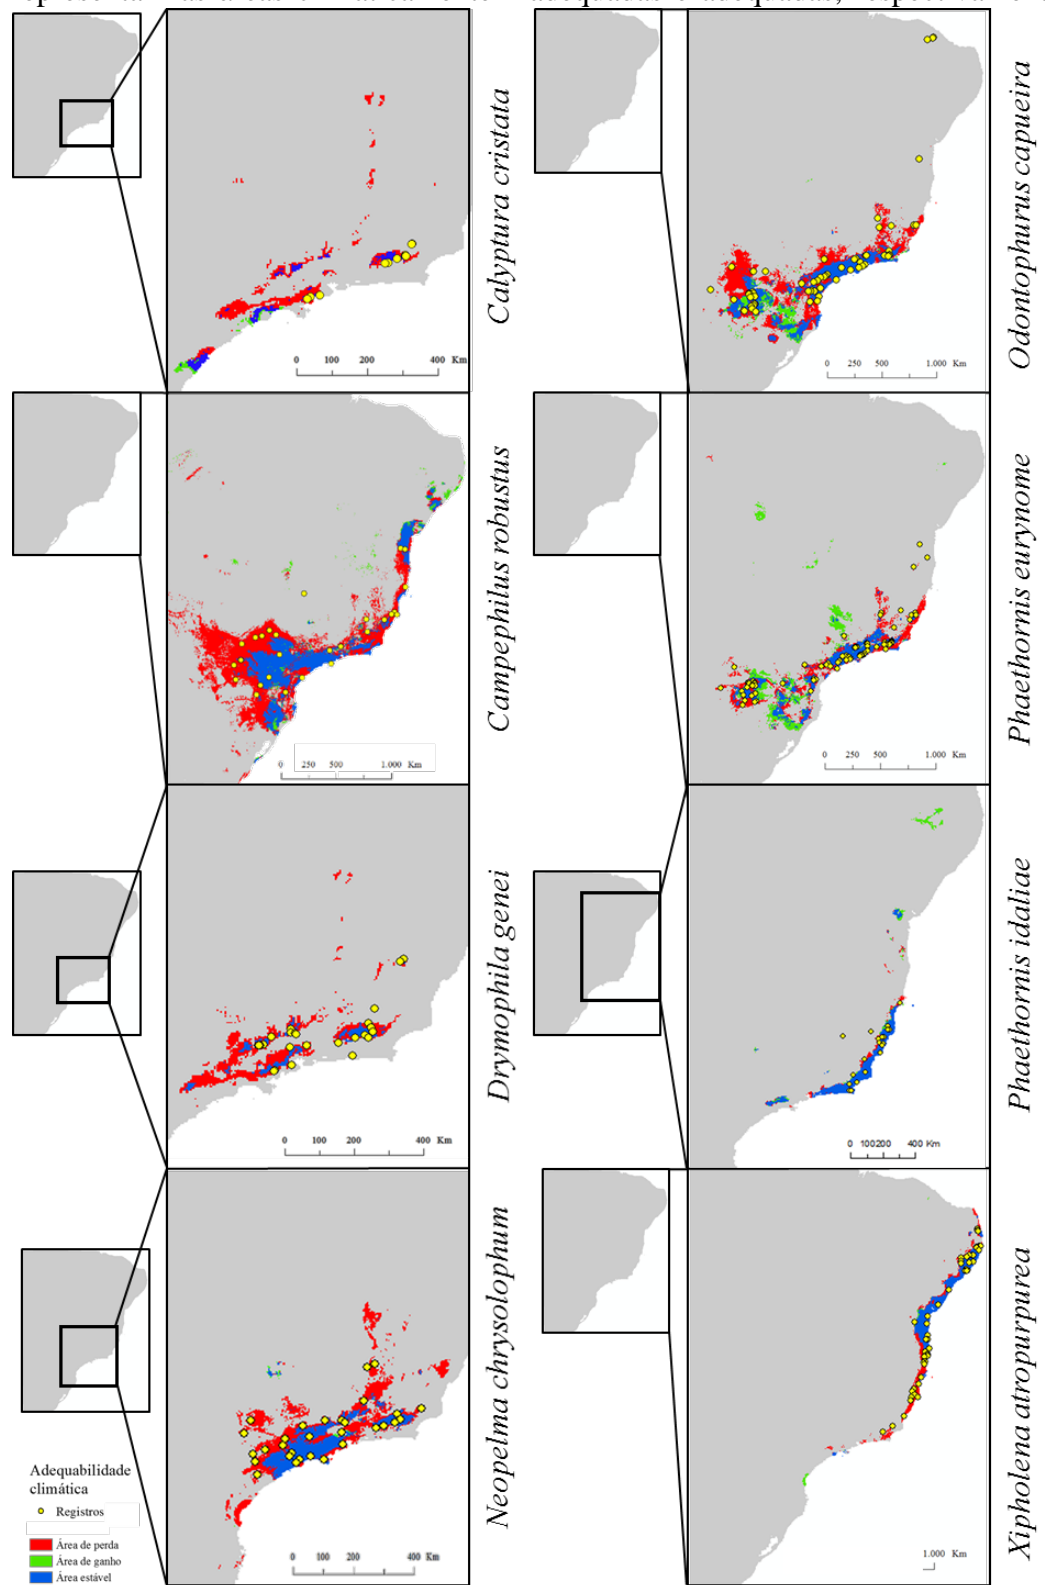 Calyptura cristata
0 200 400 Km
Odontophurus capueira
0 250 500 1.000 Km
Campephilus robustus
0 250 500 1.000 Km
Phaethornis eurynome
0 250 500 1.000 Km
Drymophila genei
0 100 200 400 Km
Phaethornis idaliae
0 100200 400 Km
Neopelma chrysolophum
0 100 200 400 Km
Xipholena atropurpurea
1.000 Km
Adequabilidade
climática
Registros
Área de perda
Área de ganho
Área estável